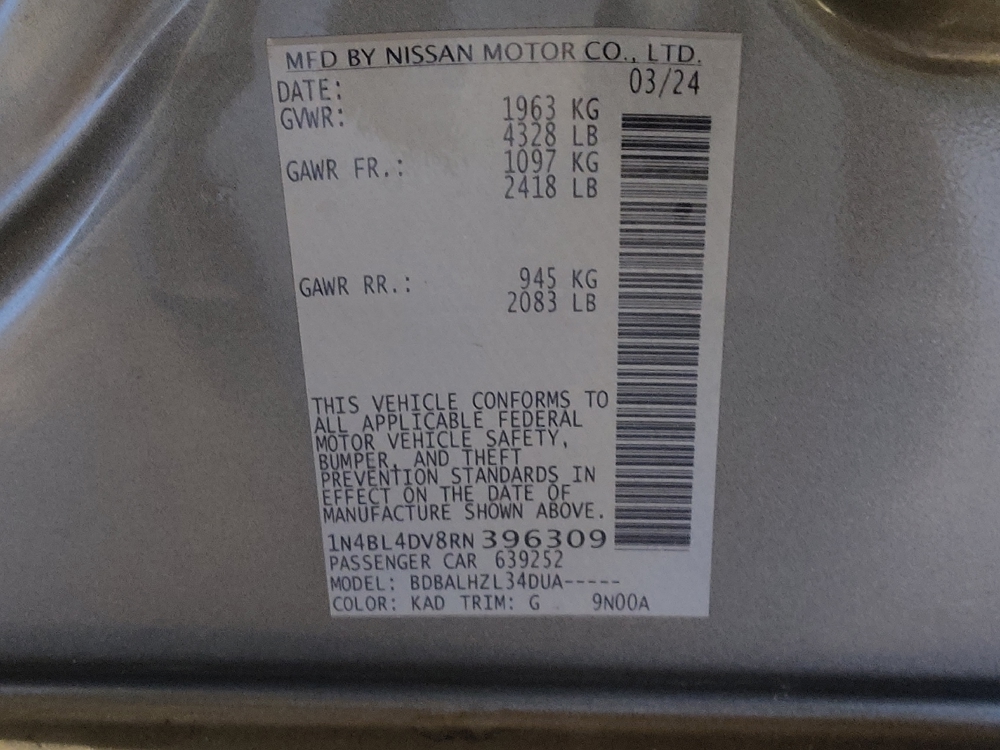 MFD BY NISSAN MOTOR CO., LTD.
DATE: 03/24
GVWR: 1963 KG
4328 LB
GAWR FR.: 1097 KG
2418 LB
GAWR RR.: 945 KG
2083 LB
THIS VEHICLE CONFORMS TO
ALL APPLICABLE FEDERAL
MOTOR VEHICLE SAFETY,
BUMPER, AND THEFT
PREVENTION STANDARDS IN
EFFECT ON THE DATE OF
MANUFACTURE SHOWN ABOVE.
1N4BL4DV8RN396309
PASSENGER CAR 639252
MODEL: BDBALHZL34DUA-----
COLOR: KAD TRIM: G 9N00A